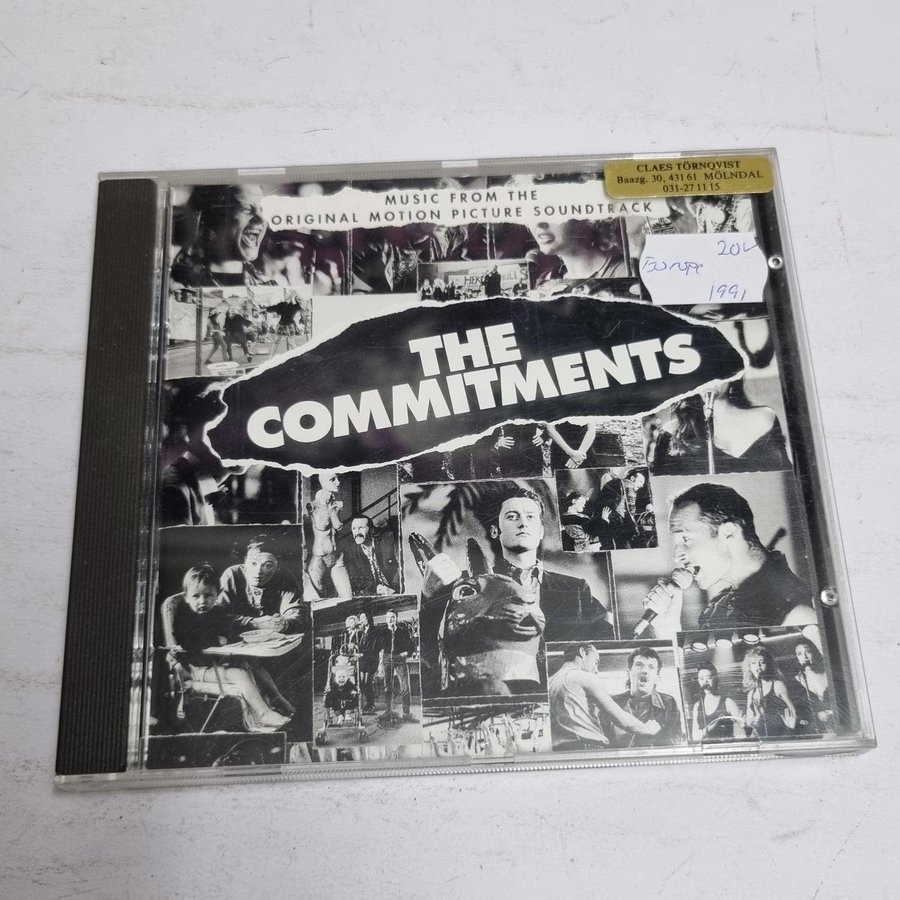 CLAES TÖRNQVIST
Baazg. 30, 431 61 MÖLNDAL
031-27 11 15
MUSIC FROM THE
ORIGINAL MOTION PICTURE SOUNDTRACK
Europe
1991
THE
COMMITMENTS